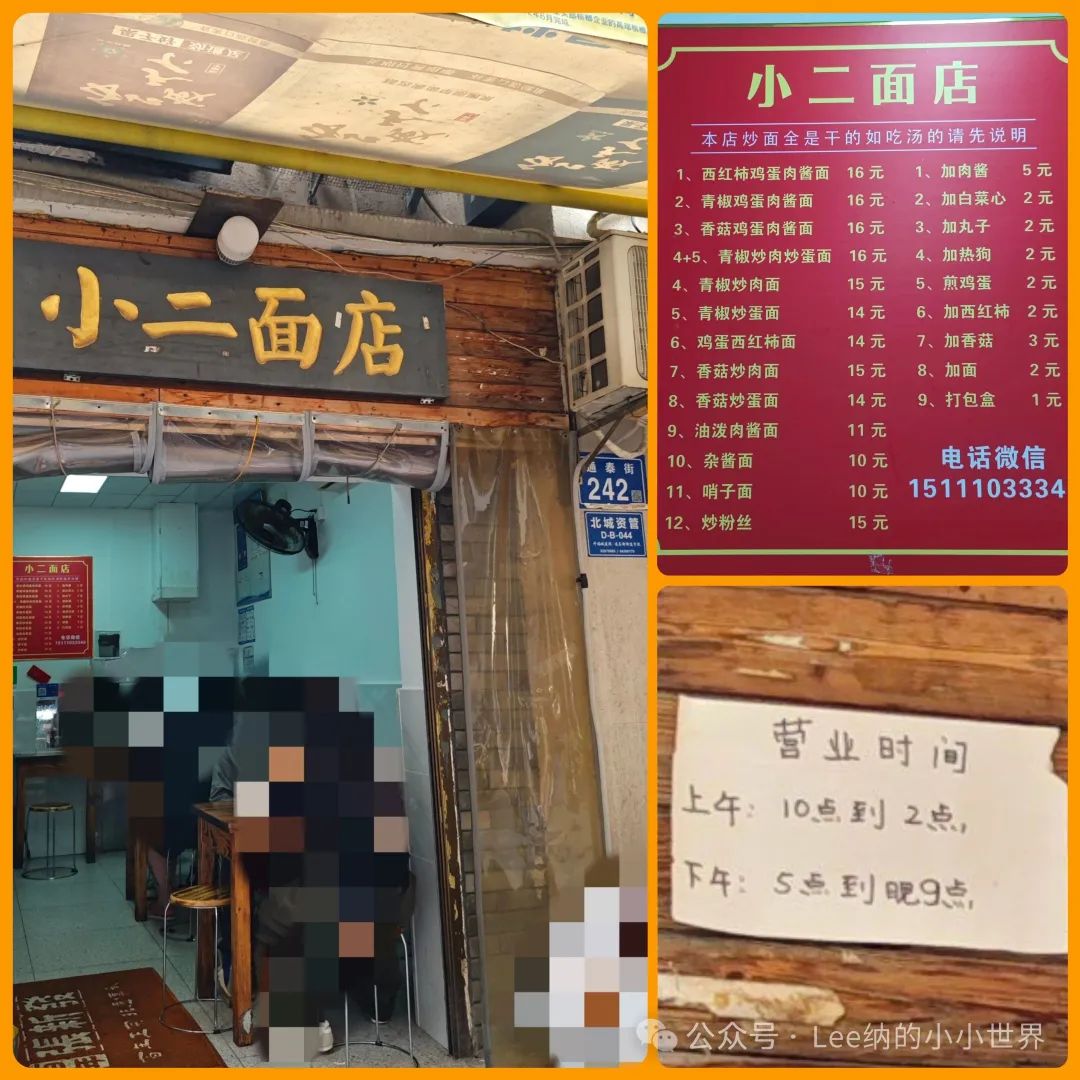 小二面店
通泰街
242
北城资管
D-B-044
小二面店
小二面店
本店炒面全是干的如吃汤的请先说明
1、西红柿鸡蛋肉酱面 16元
2、青椒鸡蛋肉酱面 16元
3、香菇鸡蛋肉酱面 16元
4+5、青椒炒肉炒蛋面 16元
4、青椒炒肉面 15元
5、青椒炒蛋面 14元
6、鸡蛋西红柿面 14元
7、香菇炒肉面 15元
8、香菇炒蛋面 14元
9、油泼肉酱面 11元
10、杂酱面 10元
11、哨子面 10元
12、炒粉丝 15元
1、加肉酱 5元
2、加白菜心 2元
3、加丸子 2元
4、加热狗 2元
5、煎鸡蛋 2元
6、加西红柿 2元
7、加香菇 3元
8、加面 2元
9、打包盒 1元
电话微信
1511103334
营业时间
上午：10点到2点,
下午：5点到晚9点,
公众号·Lee纳的小小世界